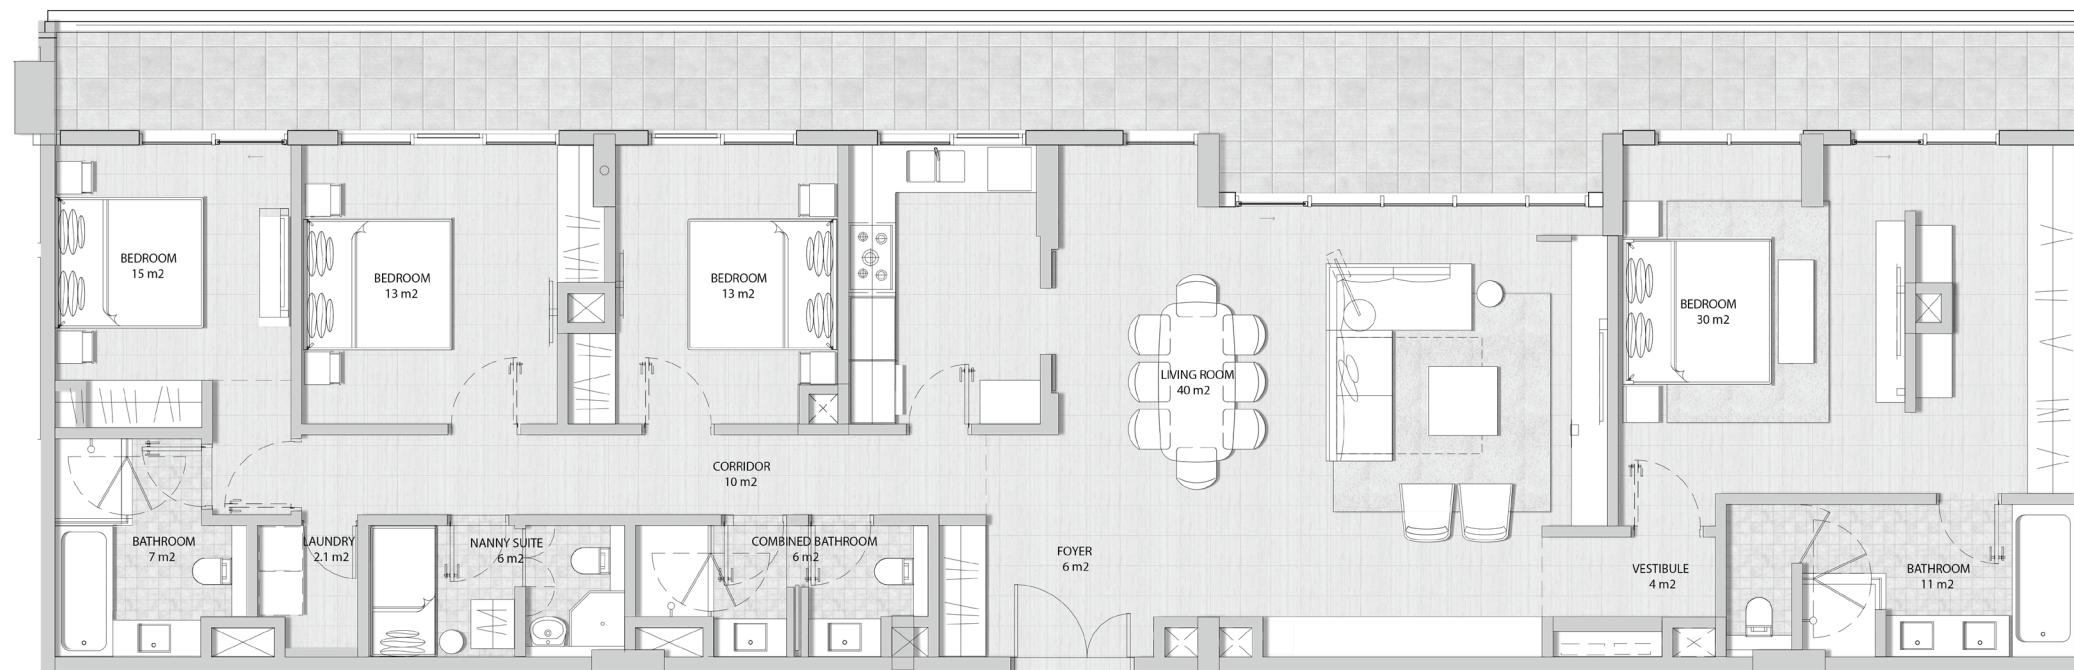 BEDROOM
15 m2
BEDROOM
13 m2
BEDROOM
13 m2
LIVING ROOM
40 m2
BEDROOM
30 m2
CORRIDOR
10 m2
BATHROOM
7 m2
LAUNDRY
2.1 m2
NANNY SUITE
6 m2
COMBINED BATHROOM
6 m2
FOYER
6 m2
VESTIBULE
4 m2
BATHROOM
11 m2